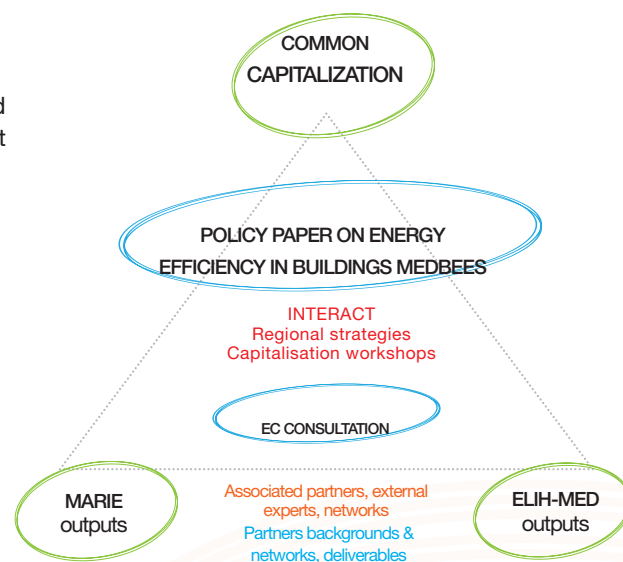 COMMON
CAPITALIZATION
d
t
POLICY PAPER ON ENERGY
EFFICIENCY IN BUILDINGS MEDBEES
INTERACT
Regional strategies
Capitalisation workshops
EC CONSULTATION
MARIE
outputs
Associated partners, external
experts, networks
Partners backgrounds &
networks, deliverables
ELIH-MED
outputs